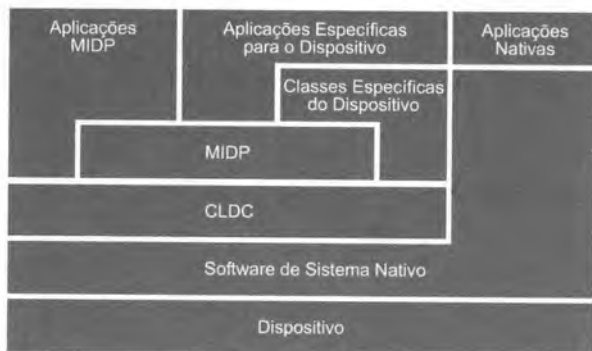 Aplicações
MIDP
Aplicações Específicas
para o Dispositivo
Aplicações
Nativas
Classes Específicas
do Dispositivo
MIDP
CLDC
Software de Sistema Nativo
Dispositivo